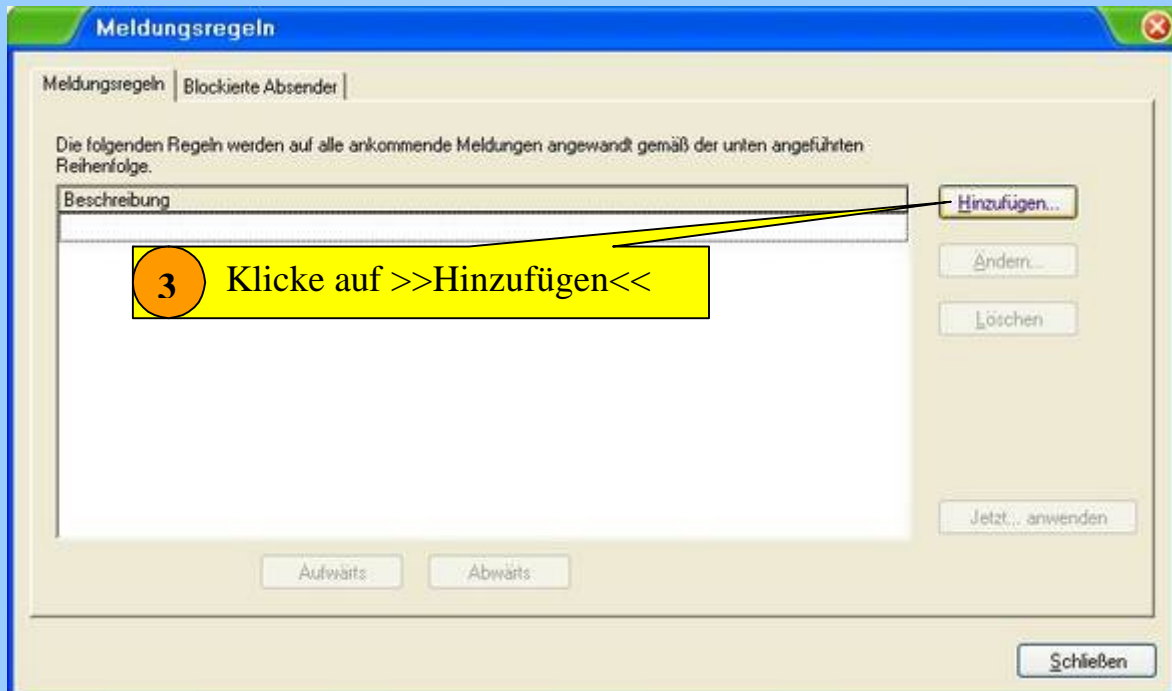 Meldungsregeln
Meldungsregeln Blockierte Absender
Die folgenden Regeln werden auf alle ankommende Meldungen angewandt gemäß der unten angeführten
Reihenfolge.
Beschreibung
Hinzufügen...
3 Klicke auf >>Hinzufügen<<
Ändern...
Löschen
Jetzt... anwenden
Aufwärts Abwärts
Schließen